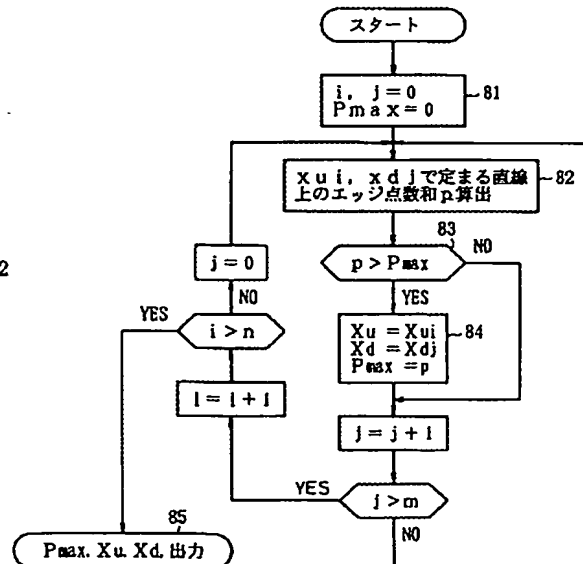 スタート
i, j=0
Pmax=0
81
xui, xdjで定まる直線
上のエッジ点数和p算出
82
83
p>Pmax
NO
YES
Xu=Xui
Xd=Xdj
Pmax=p
84
j=j+1
j>m
YES
NO
i=i+1
i>n
YES
NO
j=0
2
85
Pmax. Xu. Xd. 出力